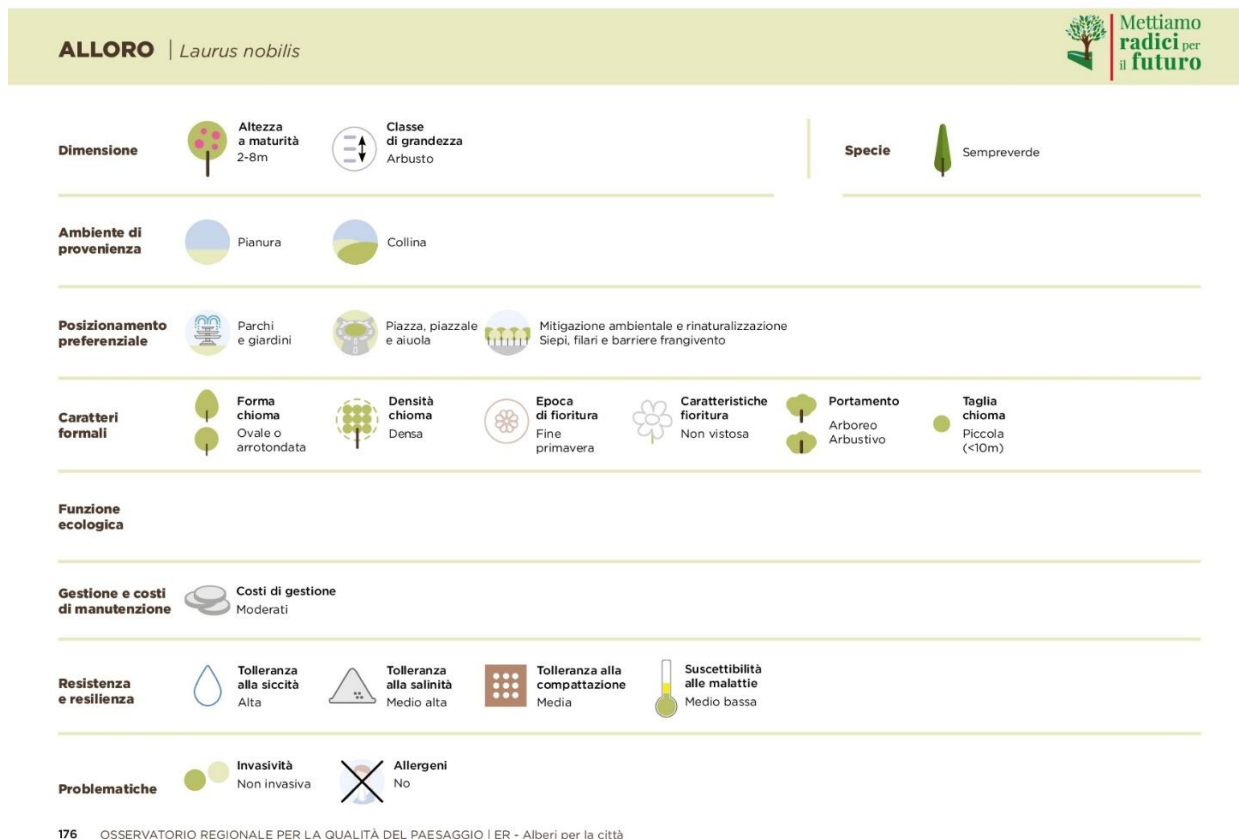 ALLORO | Laurus nobilis
Mettiamo
radici per
il futuro
Dimensione
Altezza
a maturità
2-8m
Classe
di grandezza
Arbusto
Specie
Sempreverde
Ambiente di
provenienza
Pianura
Collina
Posizionamento
preferenziale
Parchi
e giardini
Piazza, piazzale
e aiuola
Mitigazione ambientale e rinaturalizzazione
Siepi, filari e barriere frangivento
Caratteri
formali
Forma
chioma
Ovale o
arrotondata
Densità
chioma
Densa
Epoca
di fioritura
Fine
primavera
Caratteristiche
fioritura
Non vistosa
Portamento
Arboreo
Arbustivo
Taglia
chioma
Piccola
(<10m)
Funzione
ecologica
Gestione e costi
di manutenzione
Costi di gestione
Moderati
Resistenza
e resilienza
Tolleranza
alla siccità
Alta
Tolleranza
alla salinità
Medio alta
Tolleranza alla
compattazione
Media
Suscettibilità
alle malattie
Medio bassa
Problematiche
Invasività
Non invasiva
Allergeni
No
176 OSSERVATORIO REGIONALE PER LA QUALITÀ DEL PAESAGGIO | ER - Alberi per la città